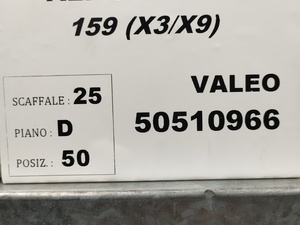 159 (X3/X9)
SCAFFALE : 25
PIANO : D
POSIZ. : 50
VALEO
50510966